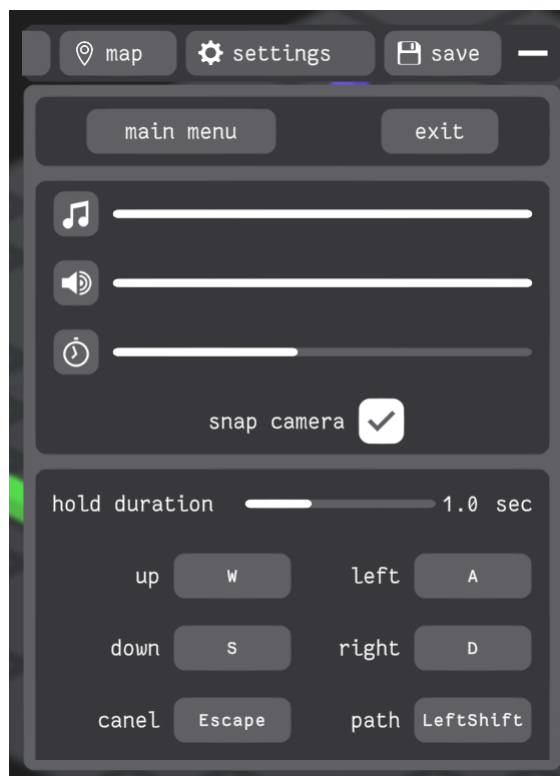 map settings save
main menu exit
snap camera
hold duration 1.0 sec
up W left A
down S right D
canel Escape path LeftShift